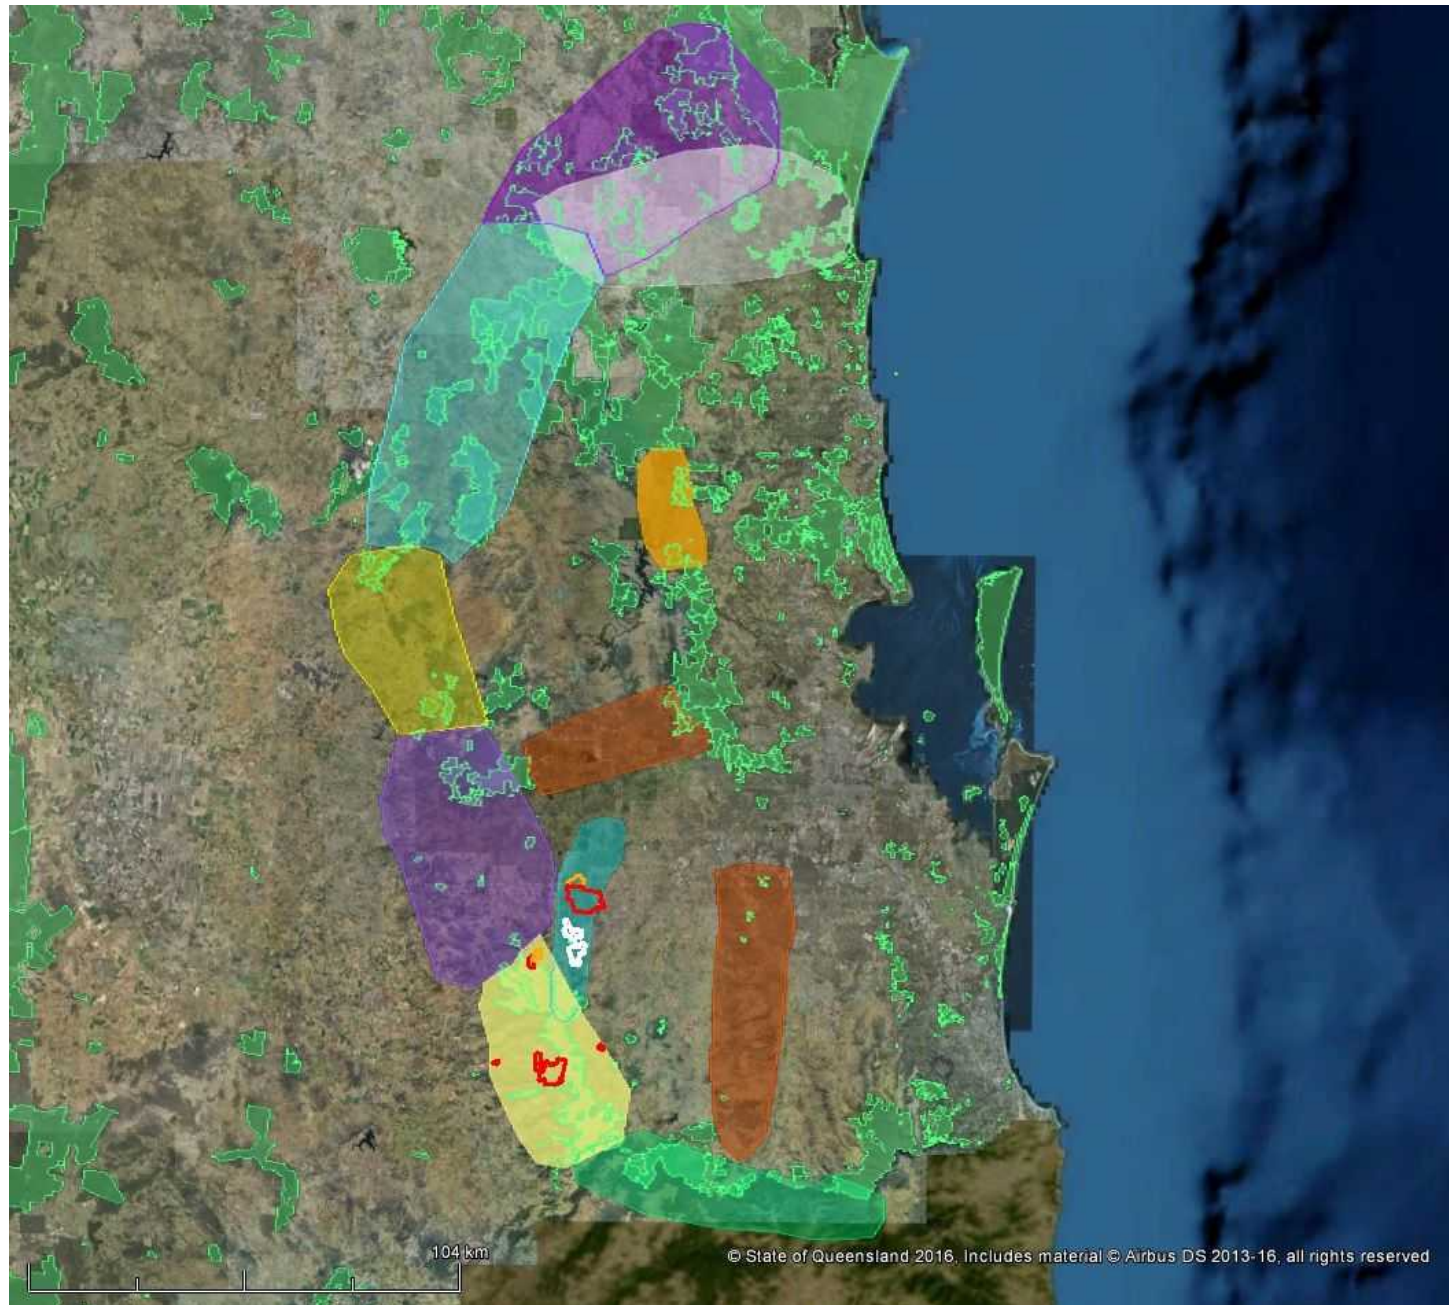 104 km
© State of Queensland 2016, Includes material © Airbus DS 2013-16, all rights reserved